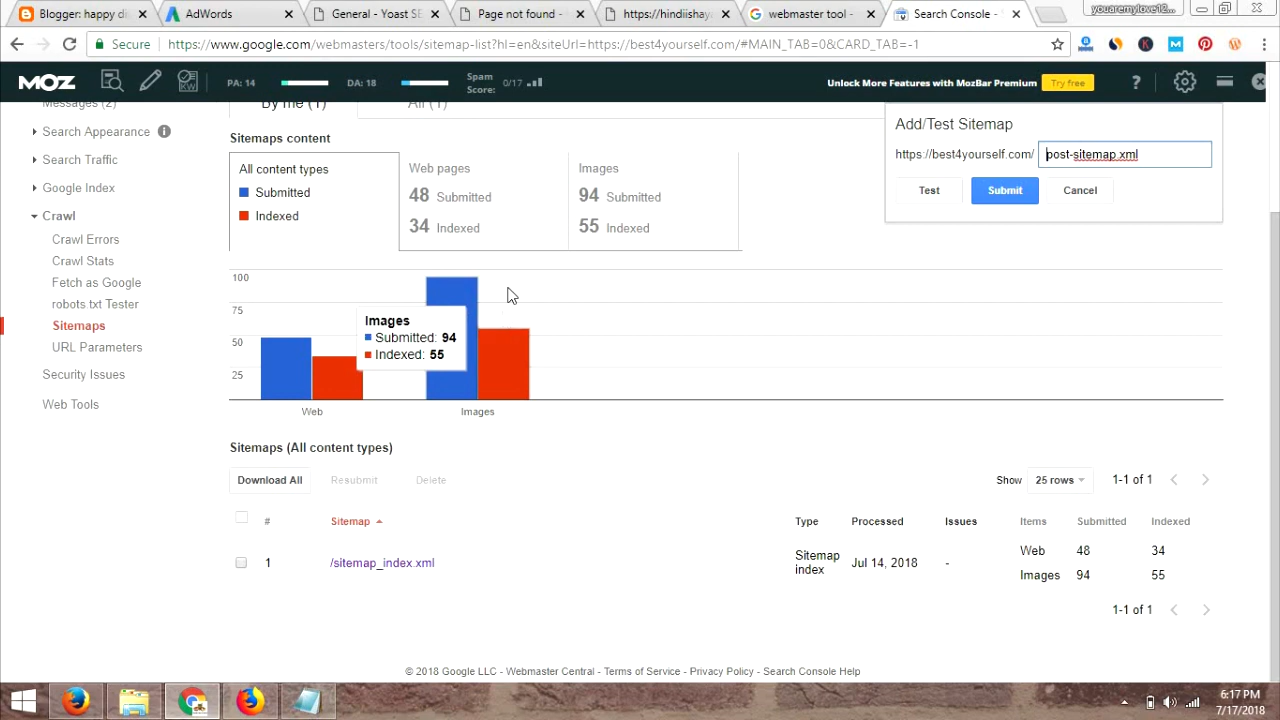 Blogger: happy di
AdWords
General - Yoast SE
Page not found -
https://hindiishay
webmaster tool -
Search Console -
youaremylove12...
Secure
https://www.google.com/webmasters/tools/sitemap-list?hl=en&siteUrl=https://best4yourself.com/#MAIN_TAB=0&CARD_TAB=-1
MOZ
PA: 14
DA: 18
Spam Score: 0/17
Unlock More Features with MozBar Premium
Try free
Messages (2)
Search Appearance
Search Traffic
Google Index
Crawl
Crawl Errors
Crawl Stats
Fetch as Google
robots.txt Tester
Sitemaps
URL Parameters
Security Issues
Web Tools
By me (1)
All (1)
Sitemaps content
All content types
Submitted
Indexed
Web pages
48 Submitted
34 Indexed
Images
94 Submitted
55 Indexed
Add/Test Sitemap
https://best4yourself.com/ post-sitemap.xml
Test
Submit
Cancel
100
75
50
25
Images
Submitted: 94
Indexed: 55
Web
Images
Sitemaps (All content types)
Download All
Resubmit
Delete
Show 25 rows 1-1 of 1
# Sitemap Type Processed Issues Items Submitted Indexed
1 /sitemap_index.xml Sitemap index Jul 14, 2018 - Web 48 34
Images 94 55
1-1 of 1
© 2018 Google LLC - Webmaster Central - Terms of Service - Privacy Policy - Search Console Help
6:17 PM
7/17/2018